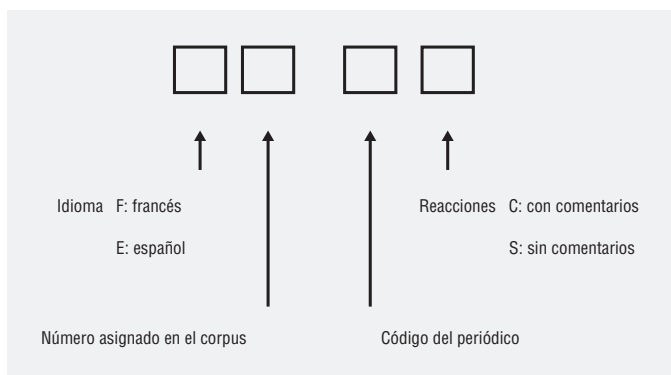 Idioma F: francés
E: español
Reacciones C: con comentarios
S: sin comentarios
Número asignado en el corpus
Código del periódico